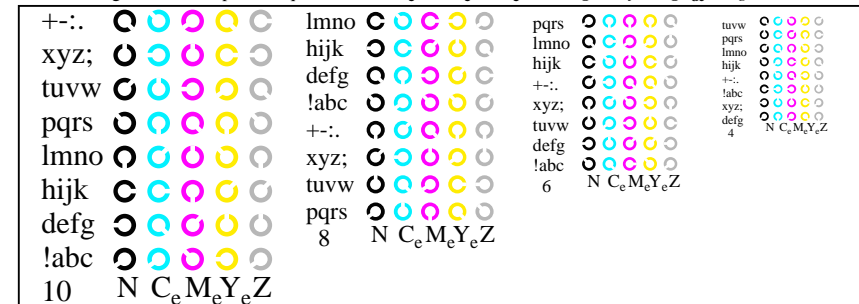 +-:.
xyz;
tuvw
pqrs
lmno
hijk
defg
!abc
10 N CeMeYeZ
lmno
hijk
defg
!abc
+-:.
xyz;
tuvw
pqrs
8 N CeMeYeZ
pqrs
lmno
hijk
+-:.
xyz;
tuvw
defg
!abc
6 N CeMeYeZ
tuvw
pqrs
lmno
hijk
+-:.
!abc
xyz;
defg
4 N CeMeYeZ